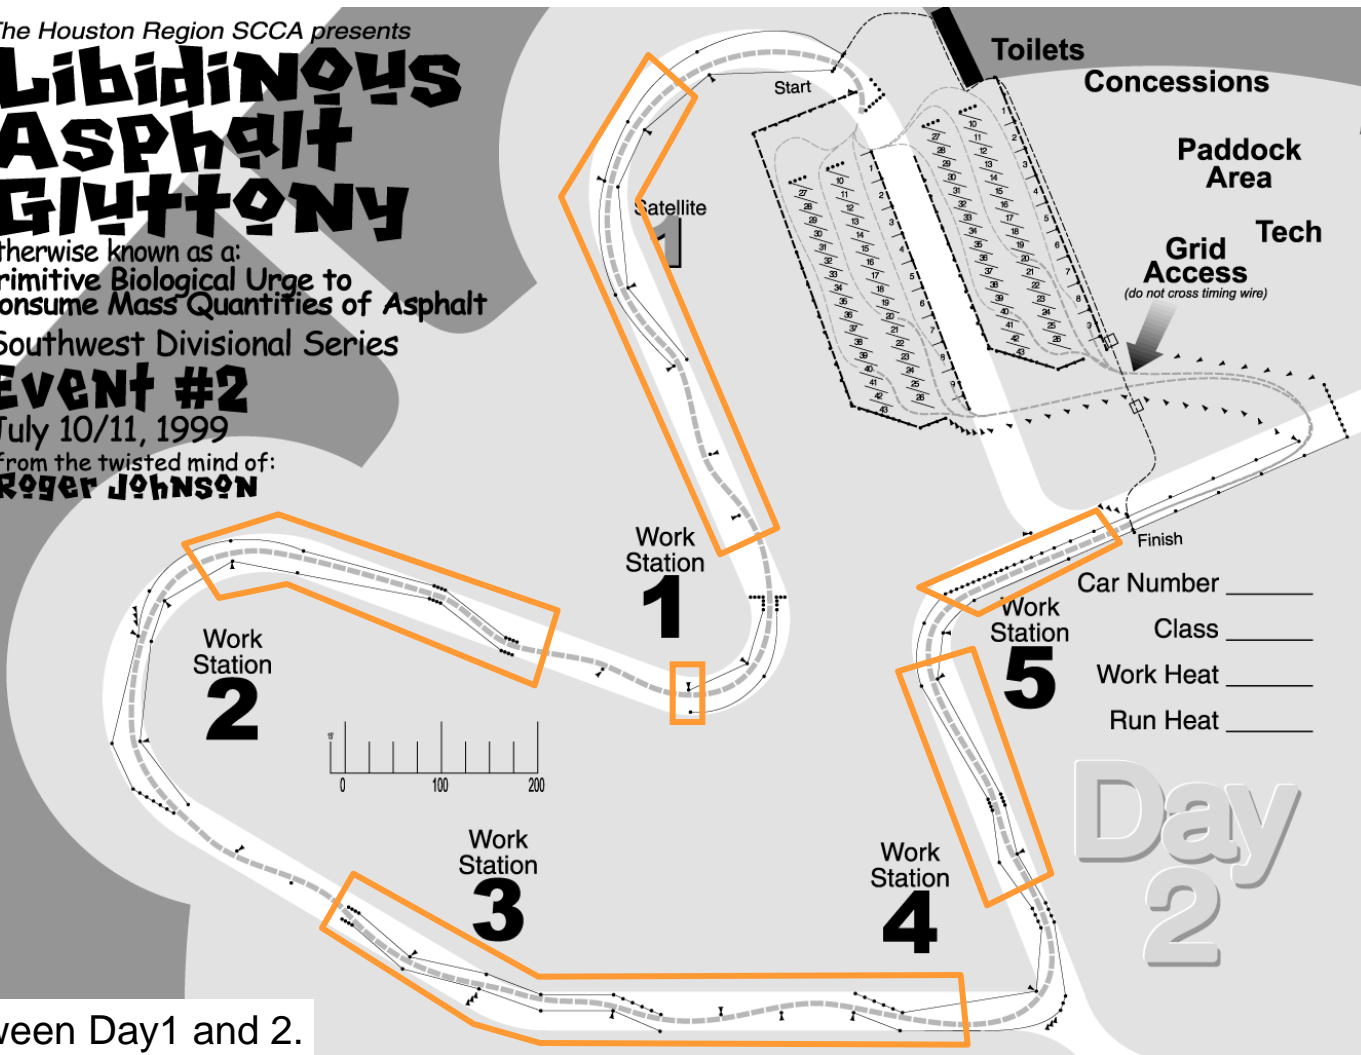 The Houston Region SCCA presents
Libidinous
Asphalt
Gluttony
therwise known as a:
rimitive Biological Urge to
onsume Mass Quantities of Asphalt
Southwest Divisional Series
Event #2
July 10/11, 1999
from the twisted mind of:
Roger Johnson
Start
Toilets
Concessions
Paddock
Area
Tech
Grid
Access
(do not cross timing wire)
Satellite
1
Work
Station
1
Work
Station
2
Work
Station
3
Work
Station
4
Work
Station
5
Finish
Car Number
Class
Work Heat
Run Heat
0 100 200
Day
2
ween Day1 and 2.